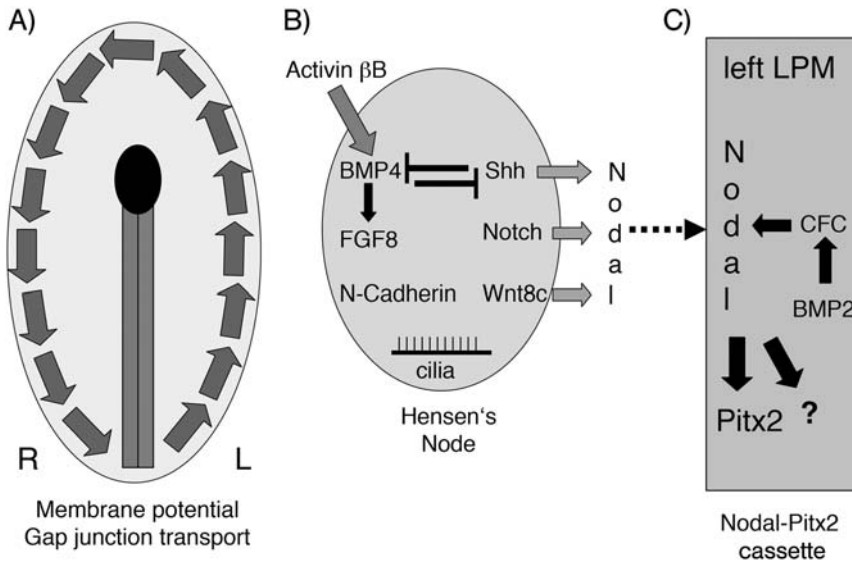 A)
R
L
Membrane potential
Gap junction transport
B)
Activin βB
BMP4
Shh
FGF8
Notch
N-Cadherin
Wnt8c
cilia
Hensen's
Node
N
o
d
a
l
C)
left LPM
N
o
d
a
l
CFC
BMP2
Pitx2
?
Nodal-Pitx2
cassette